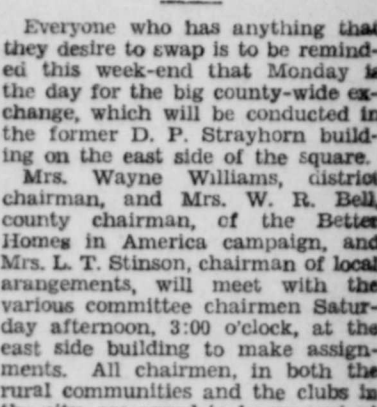 Everyone who has anything that
they desire to swap is to be remind-
ed this week-end that Monday is
the day for the big county-wide ex-
change, which will be conducted in
the former D. P. Strayhorn build-
ing on the east side of the square.
Mrs. Wayne Williams, district
chairman, and Mrs. W. R. Bell,
county chairman, of the Better
Homes in America campaign, and
Mrs. L. T. Stinson, chairman of local
arangements, will meet with the
various committee chairmen Satur-
day afternoon, 3:00 o'clock, at the
east side building to make assign-
ments. All chairmen, in both the
rural communities and the clubs in